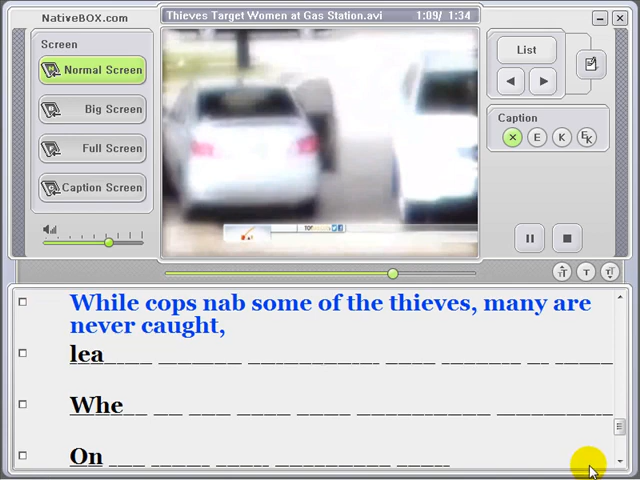 NativeBOX.com
Thieves Target Women at Gas Station.avi 1:09/ 1:34
Screen
Normal Screen
Big Screen
Full Screen
Caption Screen
List
Caption
E K EK
T T T
While cops nab some of the thieves, many are
never caught,
lea
Whe
On